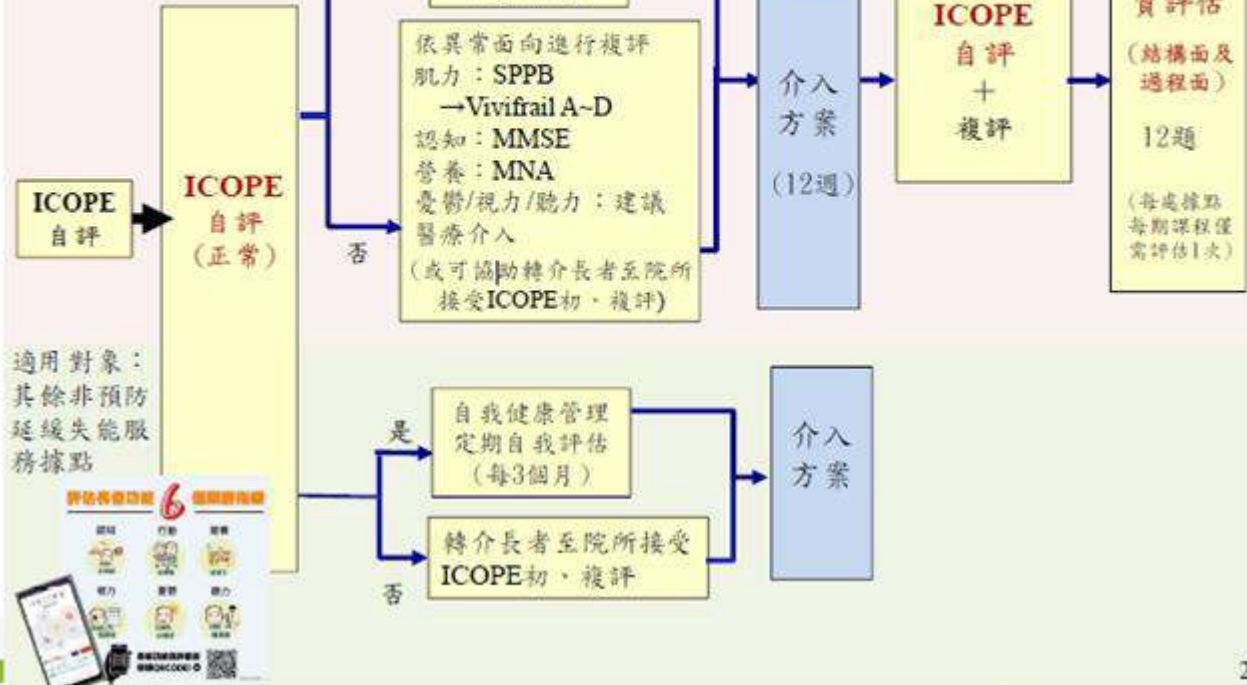 ICOPE
自評
ICOPE
自評
(正常)
否
依異常面向進行複評
肌力：SPPB
→Vivifrail A~D
認知：MMSE
營養：MNA
憂鬱/視力/聽力：建議
醫療介入
(或可協助轉介長者至院所
接受ICOPE初、複評)
介入
方案
(12週)
ICOPE
自評
+
複評
質評估
(結構面及
過程面)
12題
(每處據點
每期課程僅
需評估1次)
適用對象：
其餘非預防
延緩失能服
務據點
是
自我健康管理
定期自我評估
(每3個月)
否
轉介長者至院所接受
ICOPE初、複評
介入
方案
6
認知
行動
營養
視力
憂鬱
聽力
2